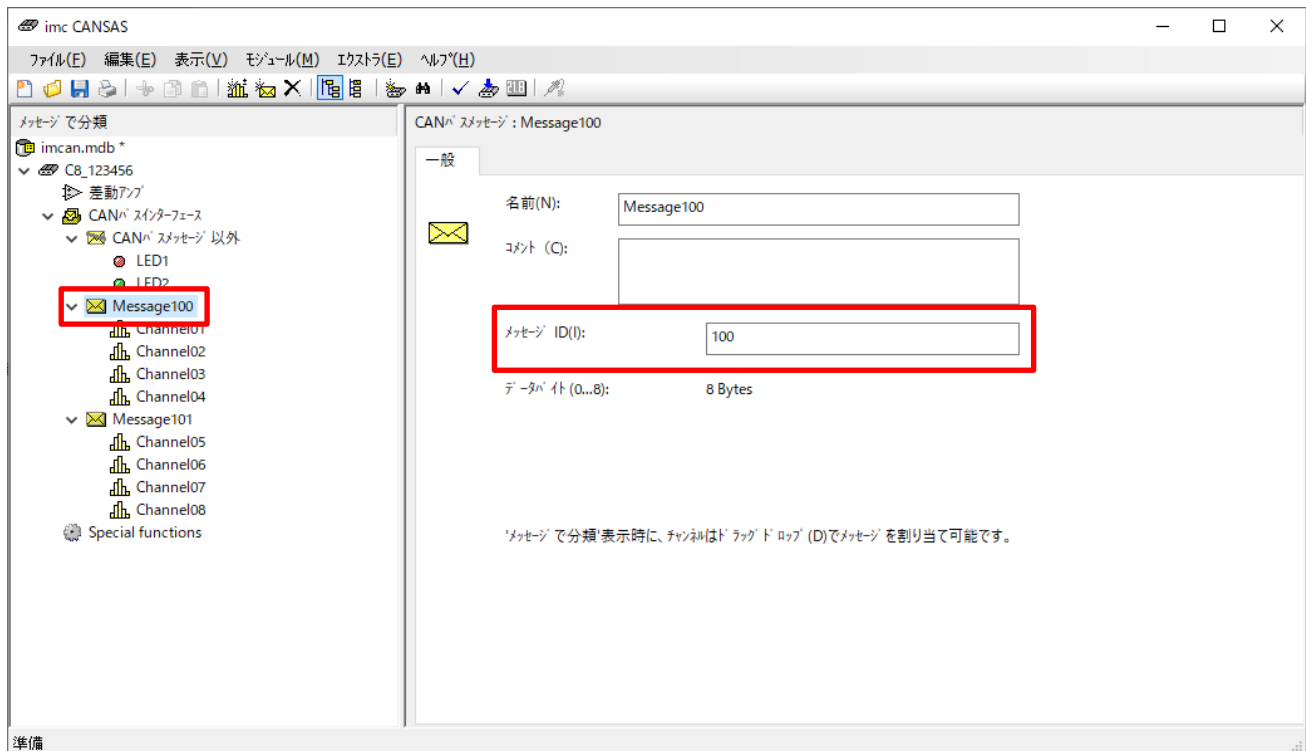 imc CANSAS
ファイル(F) 編集(E) 表示(V) モジュール(M) エクストラ(E) ヘルプ(H)
メッセージで分類
imcan.mdb *
C8_123456
差動アンプ
CANバスインターフェース
CANバスメッセージ以外
LED1
LED2
Message100
Channel01
Channel02
Channel03
Channel04
Message101
Channel05
Channel06
Channel07
Channel08
Special functions
CANバスメッセージ : Message100
一般
名前(N): Message100
コメント (C):
メッセージ ID(I): 100
データバイト (0...8): 8 Bytes
'メッセージで分類'表示時に、チャンネルはドラッグドロップ(D)でメッセージを割り当て可能です。
準備